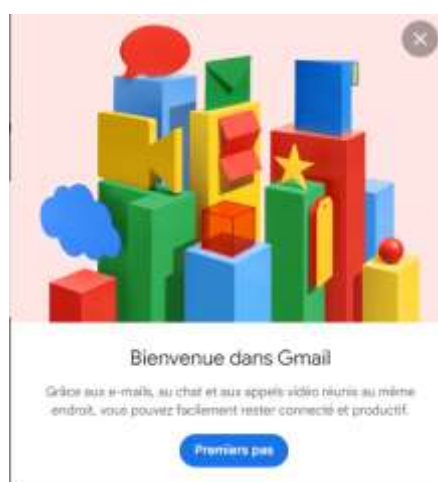 Bienvenue dans Gmail
Grâce aux e-mails, au chat et aux appels vidéo réunis au même
endroit, vous pouvez facilement rester connecté et productif.
Premiers pas